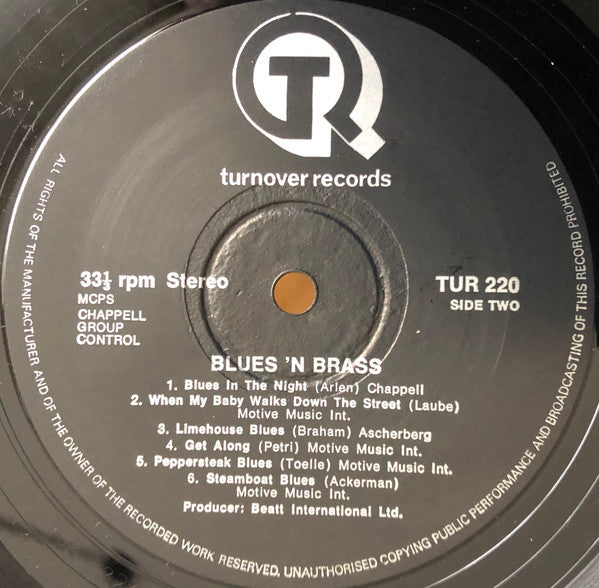 TR
turnover records
33⅓ rpm Stereo
MCPS
CHAPPELL
GROUP
CONTROL
TUR 220
SIDE TWO
BLUES 'N BRASS
1. Blues In The Night (Arlen) Chappell
2. When My Baby Walks Down The Street (Laube)
Motive Music Int.
3. Limehouse Blues (Braham) Ascherberg
4. Get Along (Petri) Motive Music Int.
5. Peppersteak Blues (Toelle) Motive Music Int.
6. Steamboat Blues (Ackerman)
Motive Music Int.
Producer: Beatt International Ltd.
ALL RIGHTS OF THE MANUFACTURER AND OF THE OWNER OF THE RECORDED WORK RESERVED, UNAUTHORISED COPYING PUBLIC PERFORMANCE AND BROADCASTING OF THIS RECORD PROHIBITED